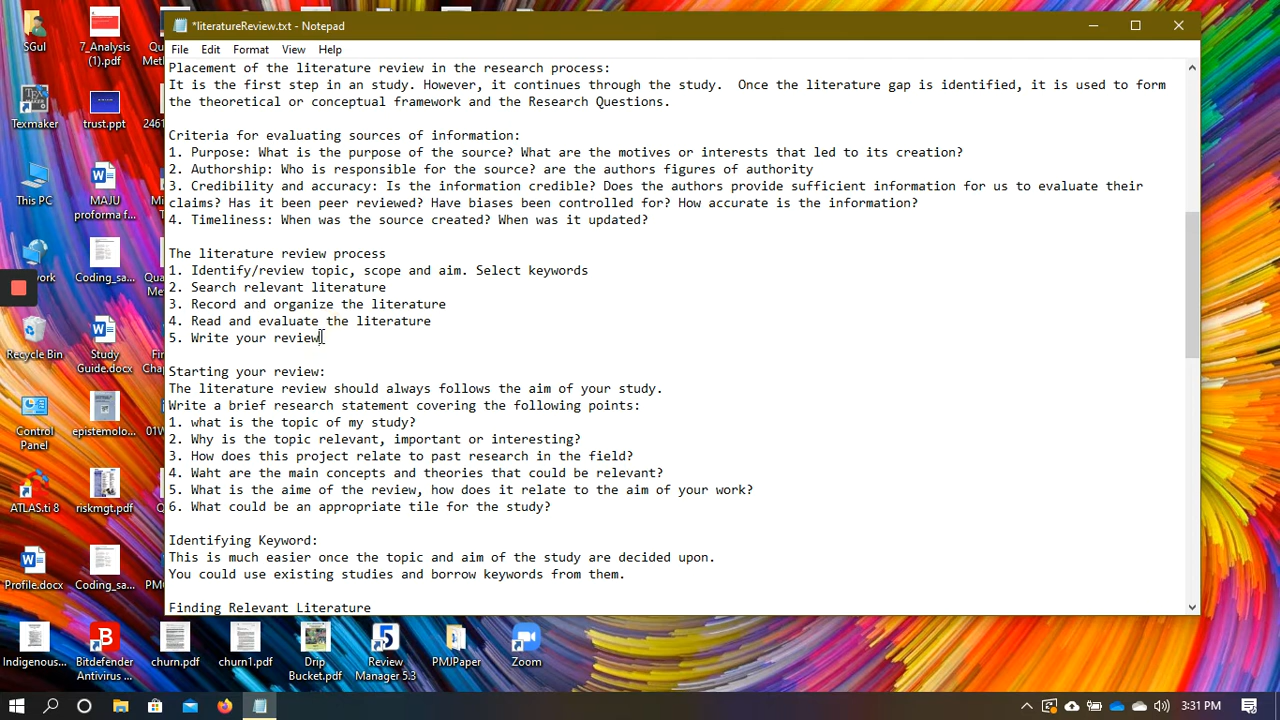 *literatureReview.txt - Notepad
File Edit Format View Help
Placement of the literature review in the research process:
It is the first step in an study. However, it continues through the study.  Once the literature gap is identified, it is used to form
the theoretical or conceptual framework and the Research Questions.
Criteria for evaluating sources of information:
1. Purpose: What is the purpose of the source? What are the motives or interests that led to its creation?
2. Authorship: Who is responsible for the source? are the authors figures of authority
3. Credibility and accuracy: Is the information credible? Does the authors provide sufficient information for us to evaluate their
claims? Has it been peer reviewed? Have biases been controlled for? How accurate is the information?
4. Timeliness: When was the source created? When was it updated?
The literature review process
1. Identify/review topic, scope and aim. Select keywords
2. Search relevant literature
3. Record and organize the literature
4. Read and evaluate the literature
5. Write your review
Starting your review:
The literature review should always follows the aim of your study.
Write a brief research statement covering the following points:
1. what is the topic of my study?
2. Why is the topic relevant, important or interesting?
3. How does this project relate to past research in the field?
4. Waht are the main concepts and theories that could be relevant?
5. What is the aime of the review, how does it relate to the aim of your work?
6. What could be an appropriate tile for the study?
Identifying Keyword:
This is much easier once the topic and aim of the study are decided upon.
You could use existing studies and borrow keywords from them.
Finding Relevant Literature
SGul
7_Analysis
(1).pdf
Texmaker
trust.ppt
This PC
MAJU
proforma f...
Coding_sa...
Recycle Bin
Study
Guide.docx
Control
Panel
epistemolo...
ATLAS.ti 8
riskmgt.pdf
Profile.docx
Coding_sa...
Indigenous...
Bitdefender
Antivirus ...
churn.pdf
churn1.pdf
Drip
Bucket.pdf
Review
Manager 5.3
PMJPaper
Zoom
3:31 PM